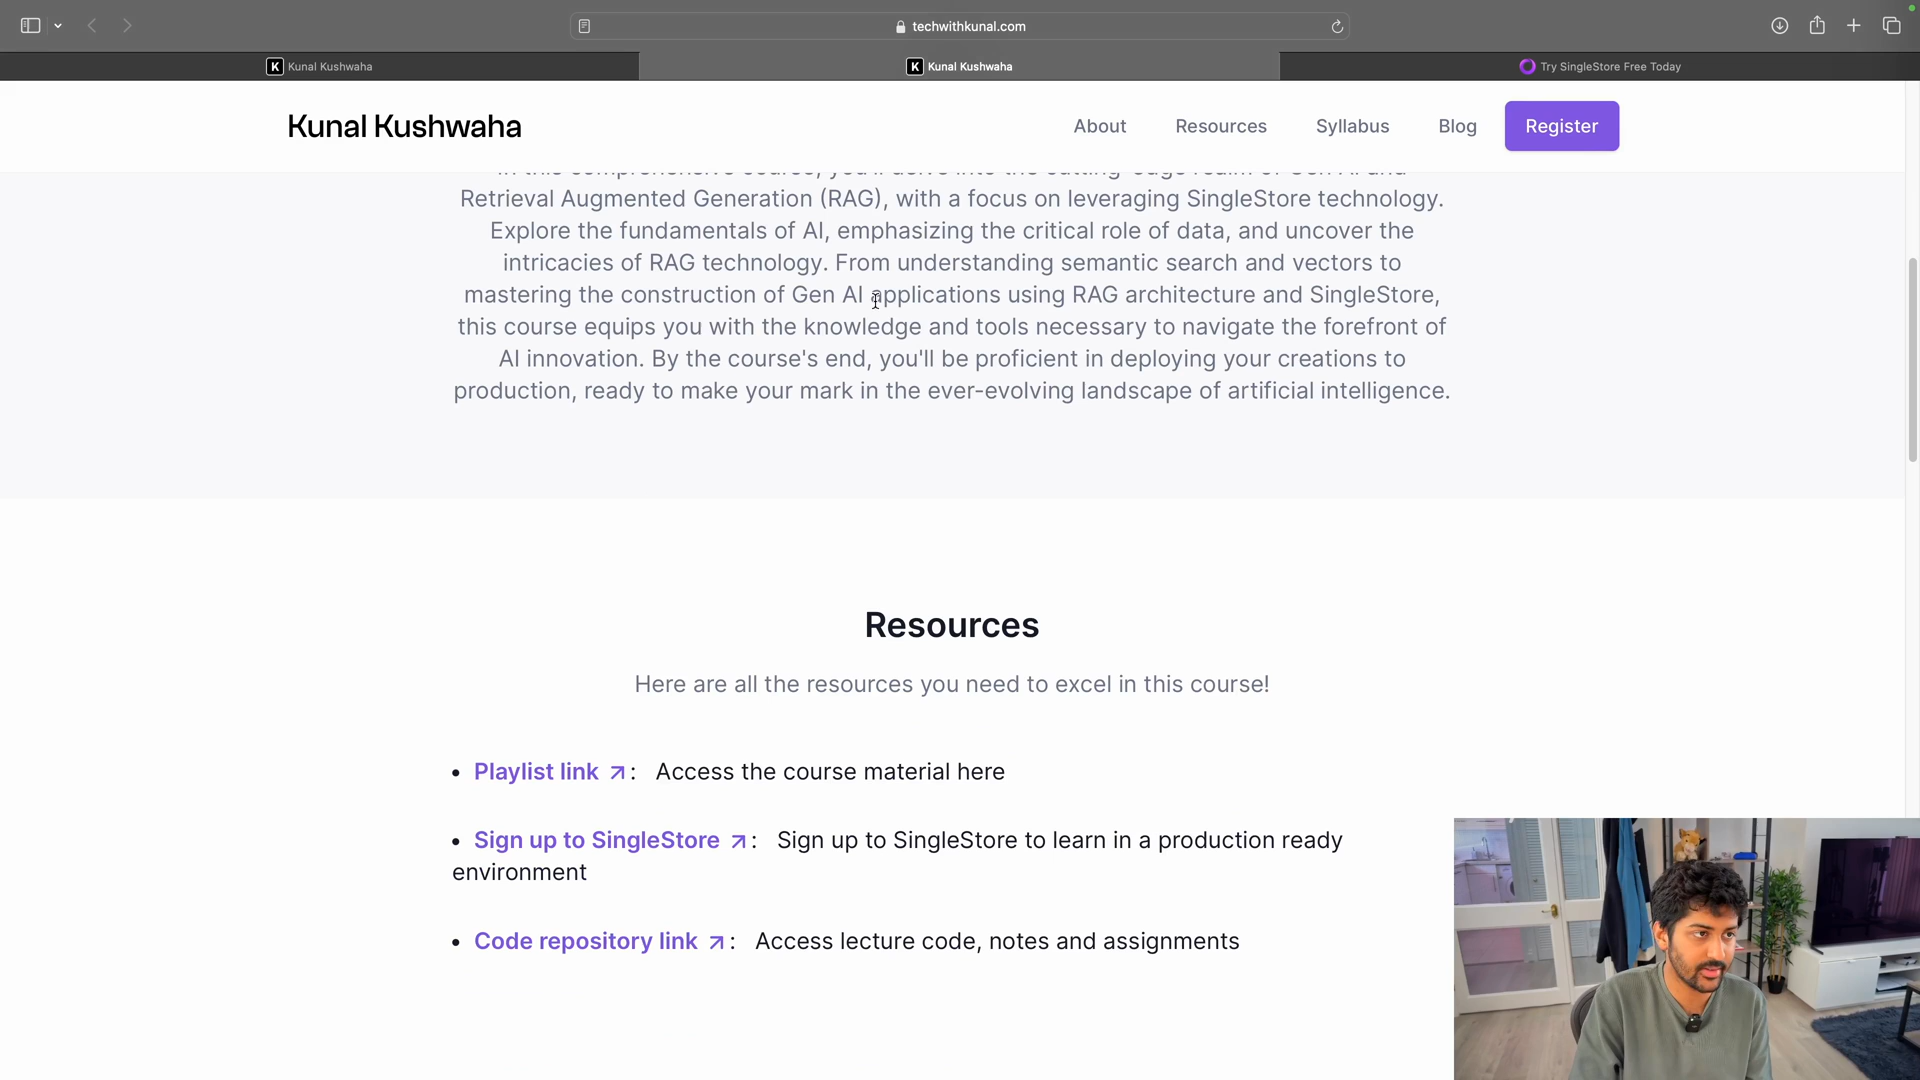 techwithkunal.com
K Kunal Kushwaha
K Kunal Kushwaha
Try SingleStore Free Today
Kunal Kushwaha
About
Resources
Syllabus
Blog
Register
In this comprehensive course, you'll delve into the cutting-edge realm of Gen AI and
Retrieval Augmented Generation (RAG), with a focus on leveraging SingleStore technology.
Explore the fundamentals of AI, emphasizing the critical role of data, and uncover the
intricacies of RAG technology. From understanding semantic search and vectors to
mastering the construction of Gen AI applications using RAG architecture and SingleStore,
this course equips you with the knowledge and tools necessary to navigate the forefront of
AI innovation. By the course's end, you'll be proficient in deploying your creations to
production, ready to make your mark in the ever-evolving landscape of artificial intelligence.
Resources
Here are all the resources you need to excel in this course!
• Playlist link ↗: Access the course material here
• Sign up to SingleStore ↗: Sign up to SingleStore to learn in a production ready
environment
• Code repository link ↗: Access lecture code, notes and assignments